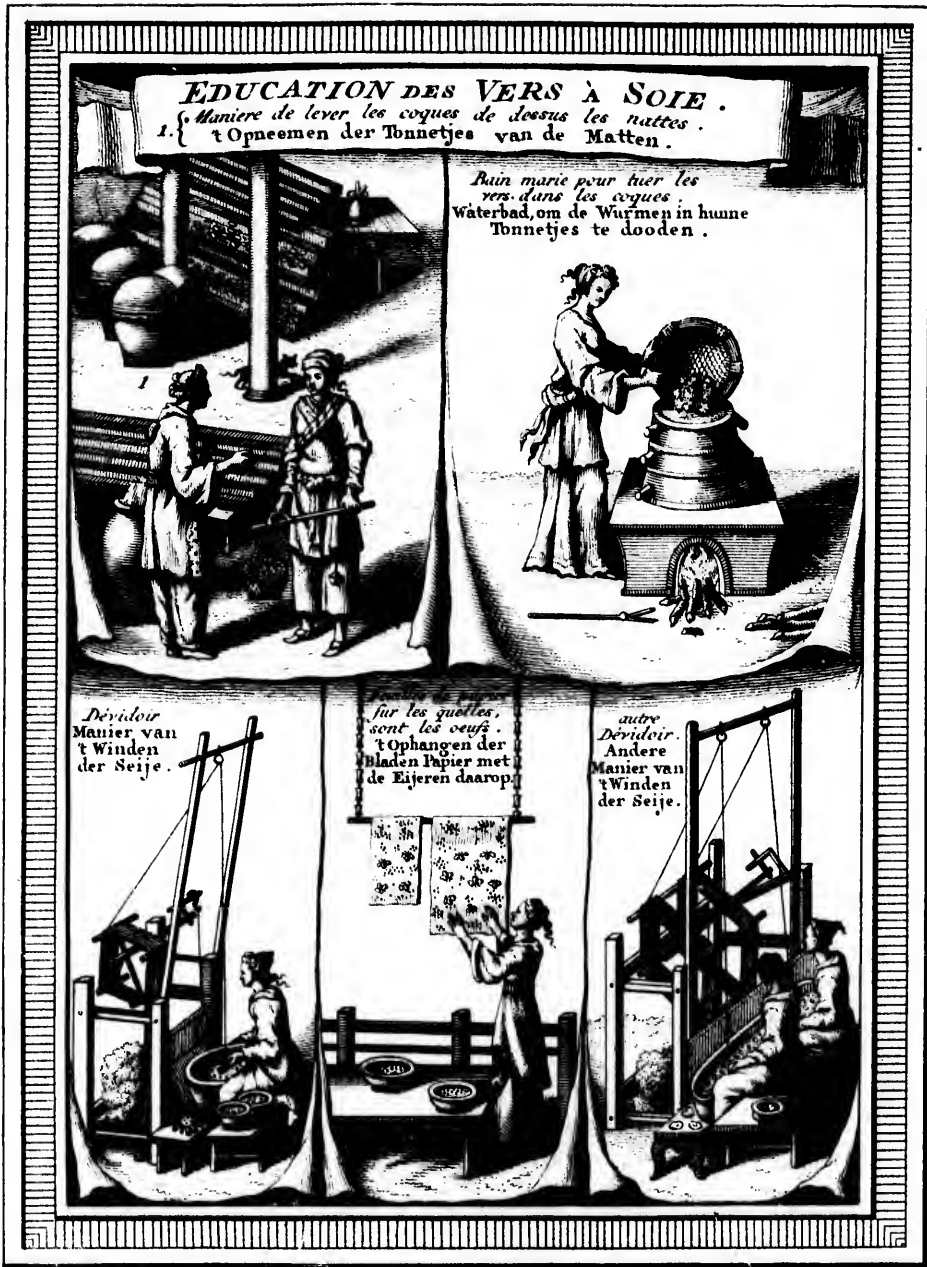 EDUCATION DES VERS À SOIE.
1. { Maniere de lever les coques de dessus les nattes.
't Opneemen der Tonnetjes van de Matten.
Bain marie pour tuer les
vers dans les coques.
Waterbad, om de Wurmen in hunne
Tonnetjes te dooden.
1
Dévidoir
Manier van
't Winden
der Seije.
de papier
sur les quelles,
sont les oeufs.
't Ophangen der
Bladen Papier met
de Eijeren daarop.
autre
Dévidoir.
Andere
Manier van
't Winden
der Seije.